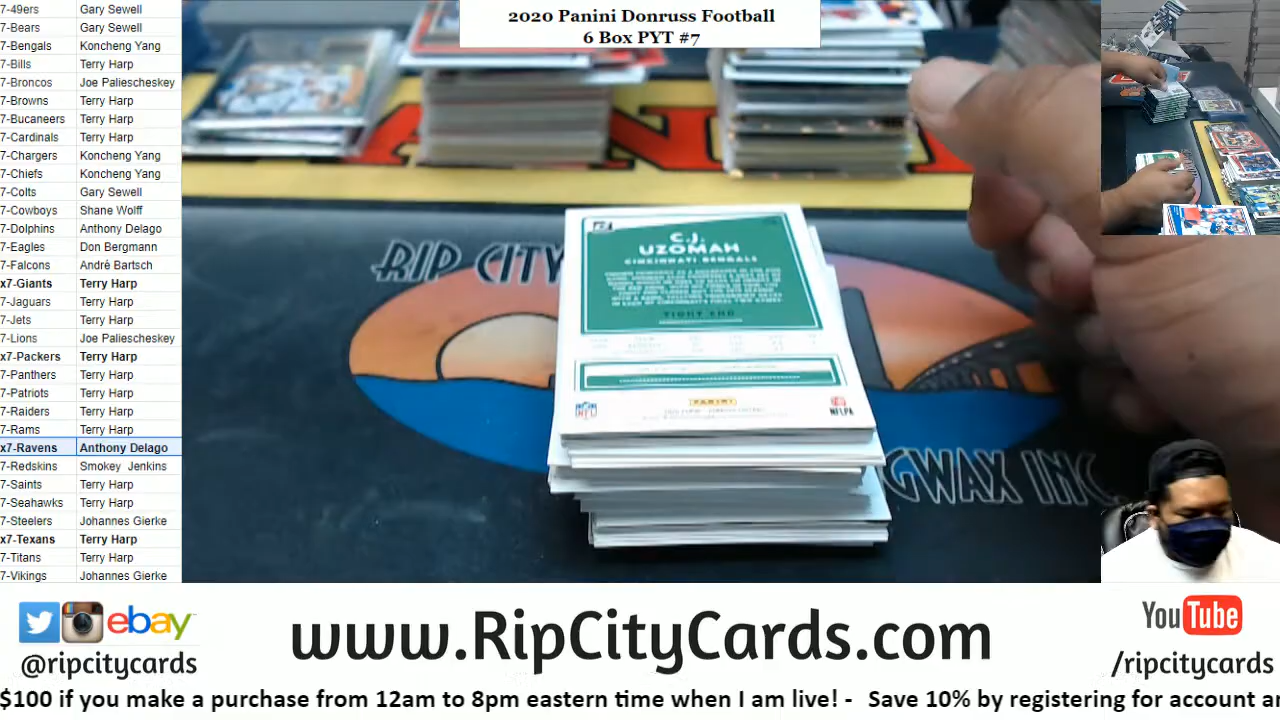 2020 Panini Donruss Football
6 Box PYT #7
7-49ers Gary Sewell
7-Bears Gary Sewell
7-Bengals Koncheng Yang
7-Bills Terry Harp
7-Broncos Joe Paliescheskey
7-Browns Terry Harp
7-Bucaneers Terry Harp
7-Cardinals Terry Harp
7-Chargers Koncheng Yang
7-Chiefs Koncheng Yang
7-Colts Gary Sewell
7-Cowboys Shane Wolff
7-Dolphins Anthony Delago
7-Eagles Don Bergmann
7-Falcons Andrè Bartsch
x7-Giants Terry Harp
7-Jaguars Terry Harp
7-Jets Terry Harp
7-Lions Joe Paliescheskey
x7-Packers Terry Harp
7-Panthers Terry Harp
7-Patriots Terry Harp
7-Raiders Terry Harp
7-Rams Terry Harp
x7-Ravens Anthony Delago
7-Redskins Smokey Jenkins
7-Saints Terry Harp
7-Seahawks Terry Harp
7-Steelers Johannes Gierke
x7-Texans Terry Harp
7-Titans Terry Harp
7-Vikings Johannes Gierke
RIP CITY
C.J.
UZOMAH
CINCINNATI BENGALS
TIGHT END
PANINI
NFL
NFLPA
GWAX INC.
ebay
@ripcitycards
www.RipCityCards.com
YouTube
/ripcitycards
$100 if you make a purchase from 12am to 8pm eastern time when I am live! - Save 10% by registering for account an